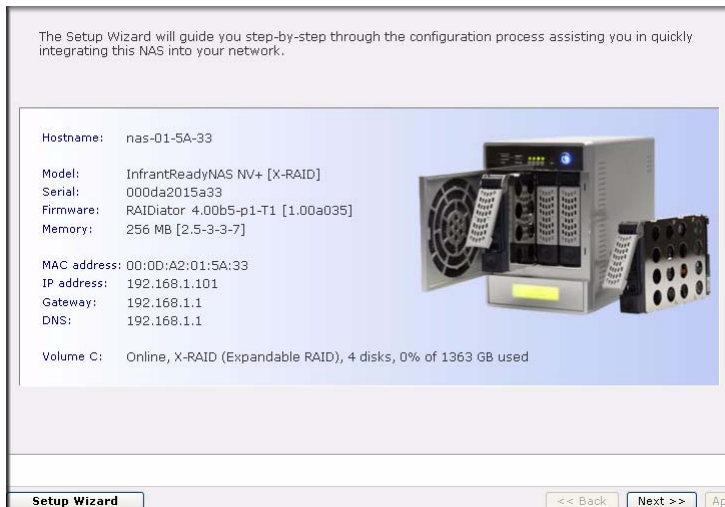 The Setup Wizard will guide you step-by-step through the configuration process assisting you in quickly
integrating this NAS into your network.
Hostname: nas-01-5A-33
Model: InfrantReadyNAS NV+ [X-RAID]
Serial: 000da2015a33
Firmware: RAIDiator 4.00b5-p1-T1 [1.00a035]
Memory: 256 MB [2.5-3-3-7]
MAC address: 00:0D:A2:01:5A:33
IP address: 192.168.1.101
Gateway: 192.168.1.1
DNS: 192.168.1.1
Volume C: Online, X-RAID (Expandable RAID), 4 disks, 0% of 1363 GB used
Setup Wizard << Back Next >> Ap